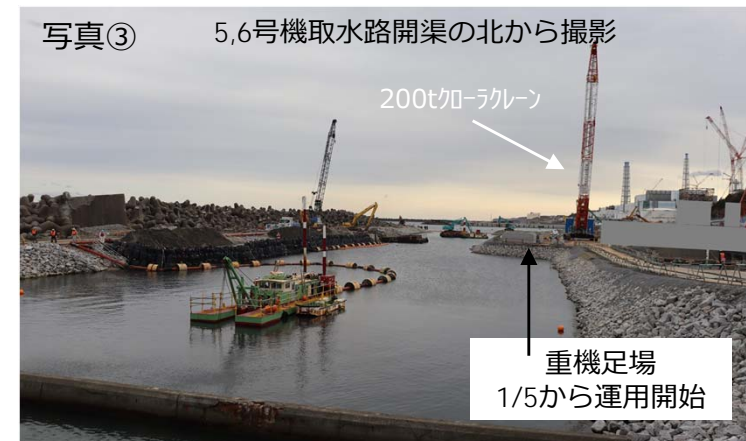 写真③
5,6号機取水路開渠の北から撮影
200tｸﾛｰﾗｸﾚｰﾝ
重機足場
1/5から運用開始